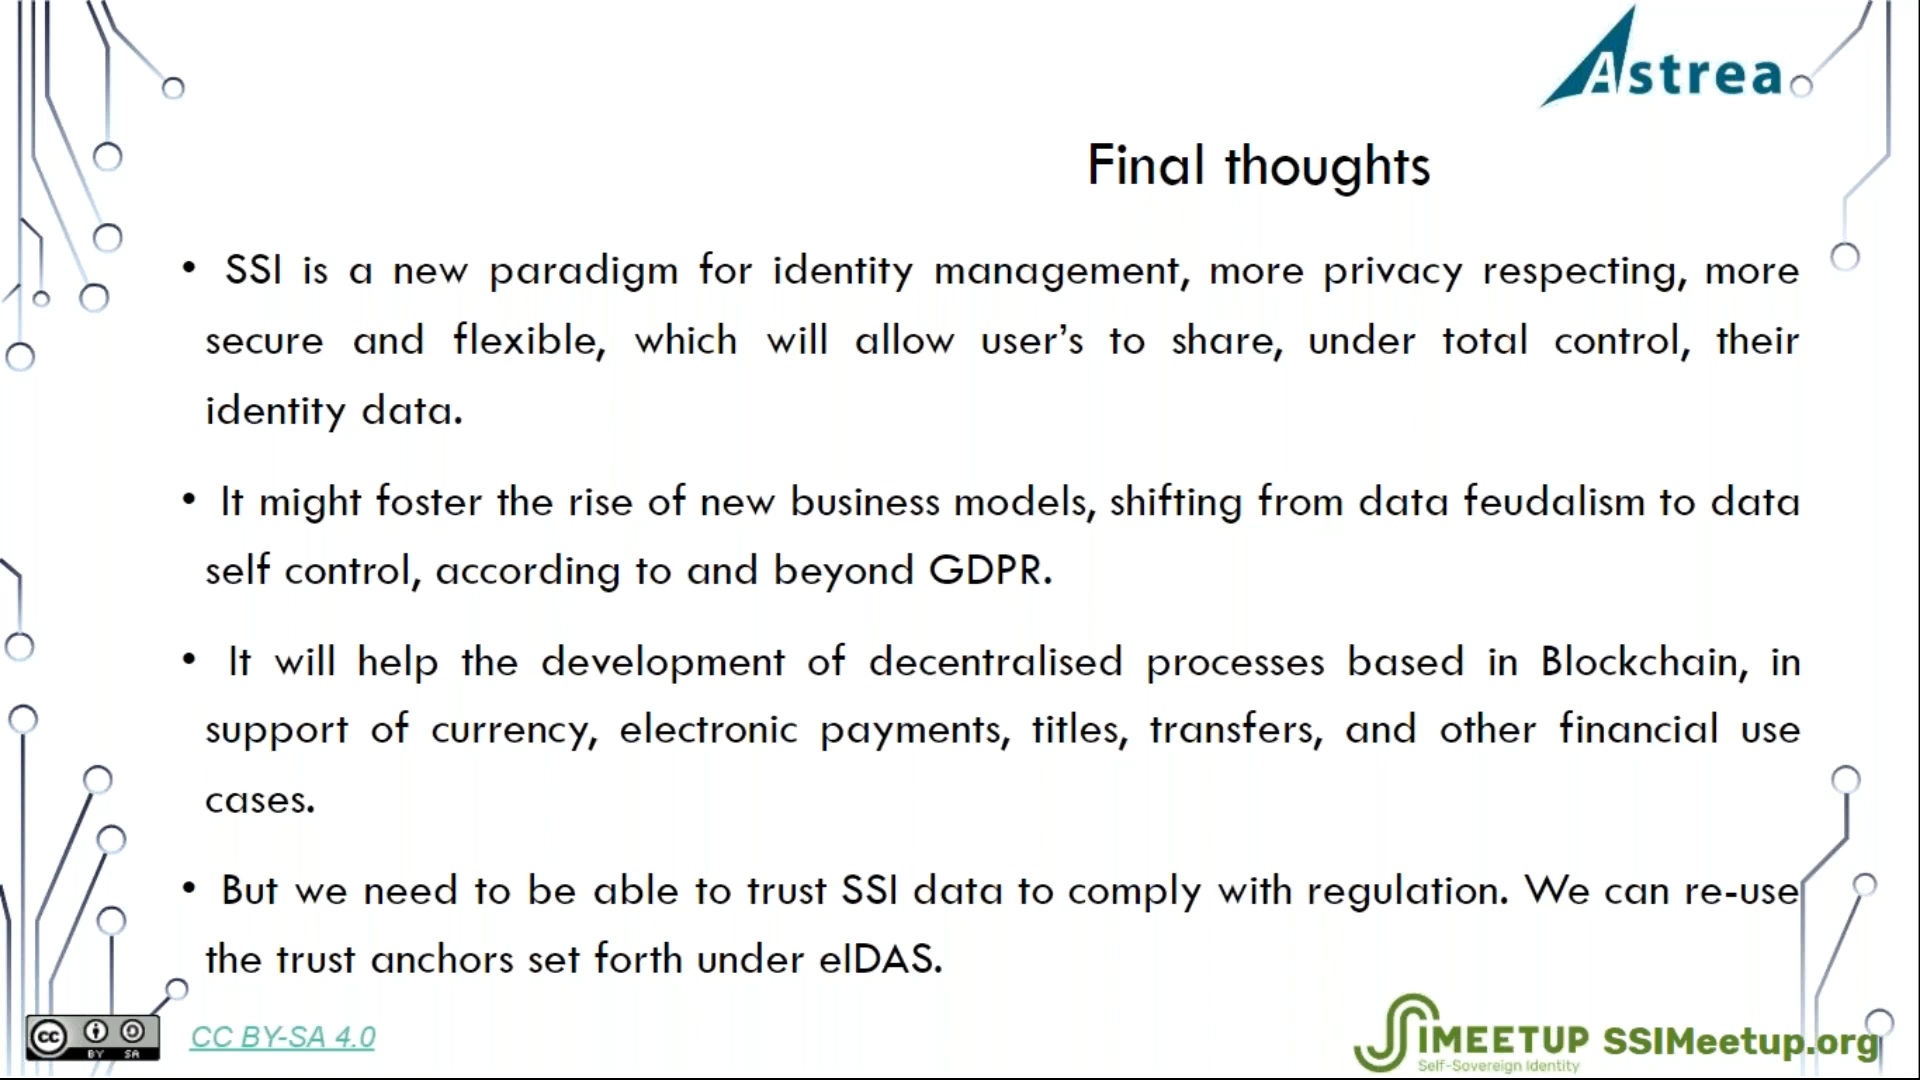 Astrea
Final thoughts
• SSI is a new paradigm for identity management, more privacy respecting, more
secure and flexible, which will allow user’s to share, under total control, their
identity data.
• It might foster the rise of new business models, shifting from data feudalism to data
self control, according to and beyond GDPR.
• It will help the development of decentralised processes based in Blockchain, in
support of currency, electronic payments, titles, transfers, and other financial use
cases.
• But we need to be able to trust SSI data to comply with regulation. We can re-use
the trust anchors set forth under eIDAS.
cc BY SA
CC BY-SA 4.0
SSIMEETUP
Self-Sovereign Identity
SSIMeetup.org